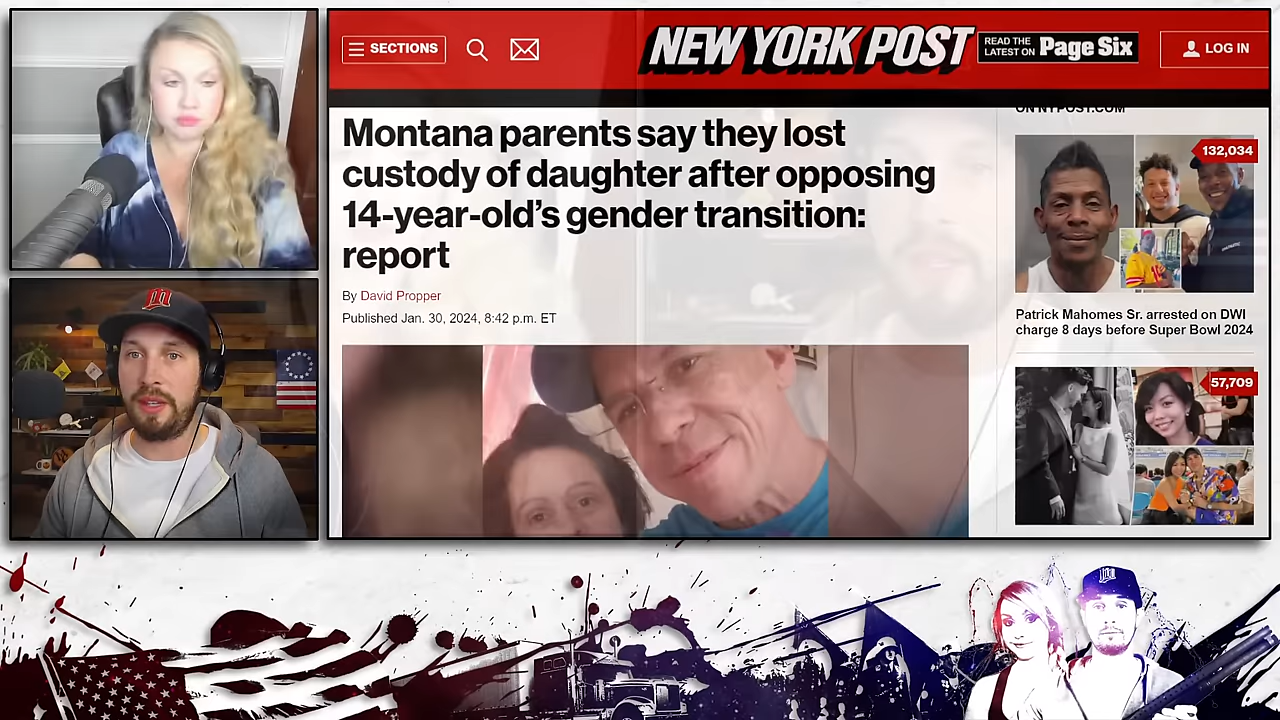 SECTIONS
NEW YORK POST
READ THE
LATEST ON
Page Six
LOG IN
Montana parents say they lost
custody of daughter after opposing
14-year-old's gender transition:
report
By David Propper
Published Jan. 30, 2024, 8:42 p.m. ET
ON NYPOST.COM
132,034
Patrick Mahomes Sr. arrested on DWI
charge 8 days before Super Bowl 2024
57,709